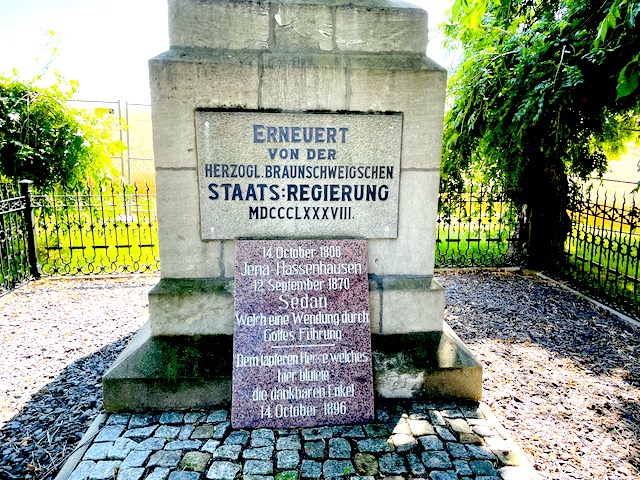 ERNEUERT
VON DER
HERZOGL. BRAUNSCHWEIGSCHEN
STAATS:REGIERUNG
MDCCCLXXXVIII.
14. October 1806
Jena-Hassenhausen
12. September 1870
Sedan
Welch eine Wendung durch
Gottes Führung
Dem tapferen Heere welches
hier blutete
die dankbaren Enkel
14. October 1896